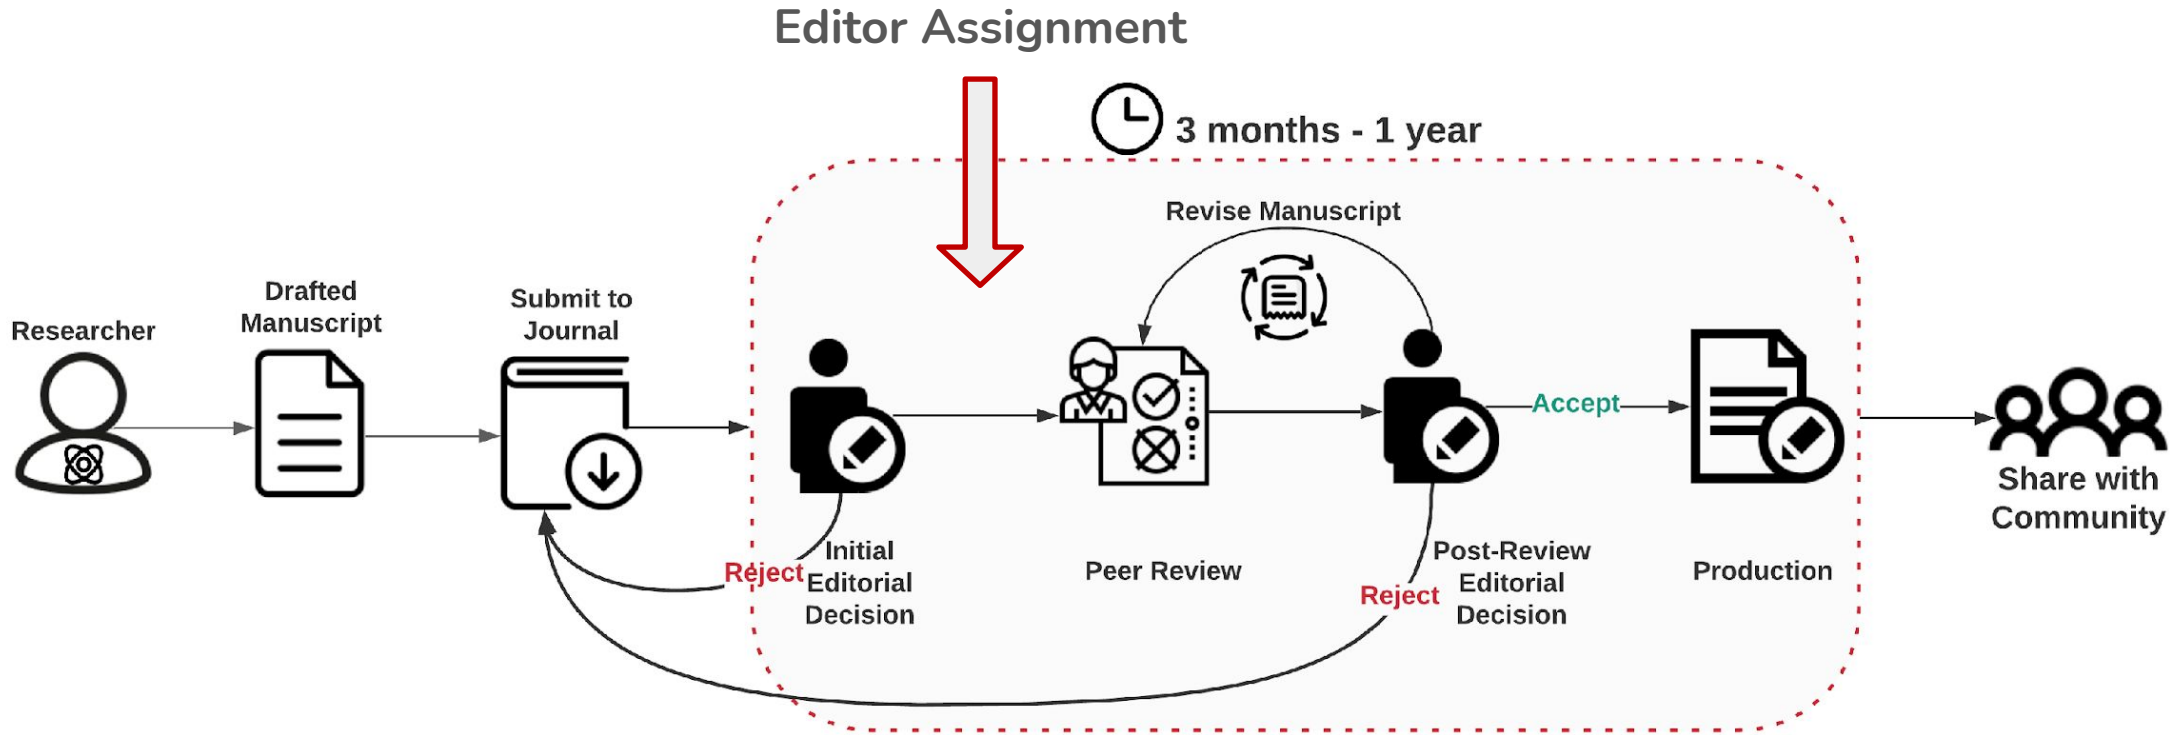 Editor Assignment
3 months - 1 year
Revise Manuscript
Researcher
Drafted
Manuscript
Submit to
Journal
Accept
Share with
Community
Reject
Initial
Editorial
Decision
Peer Review
Reject
Post-Review
Editorial
Decision
Production